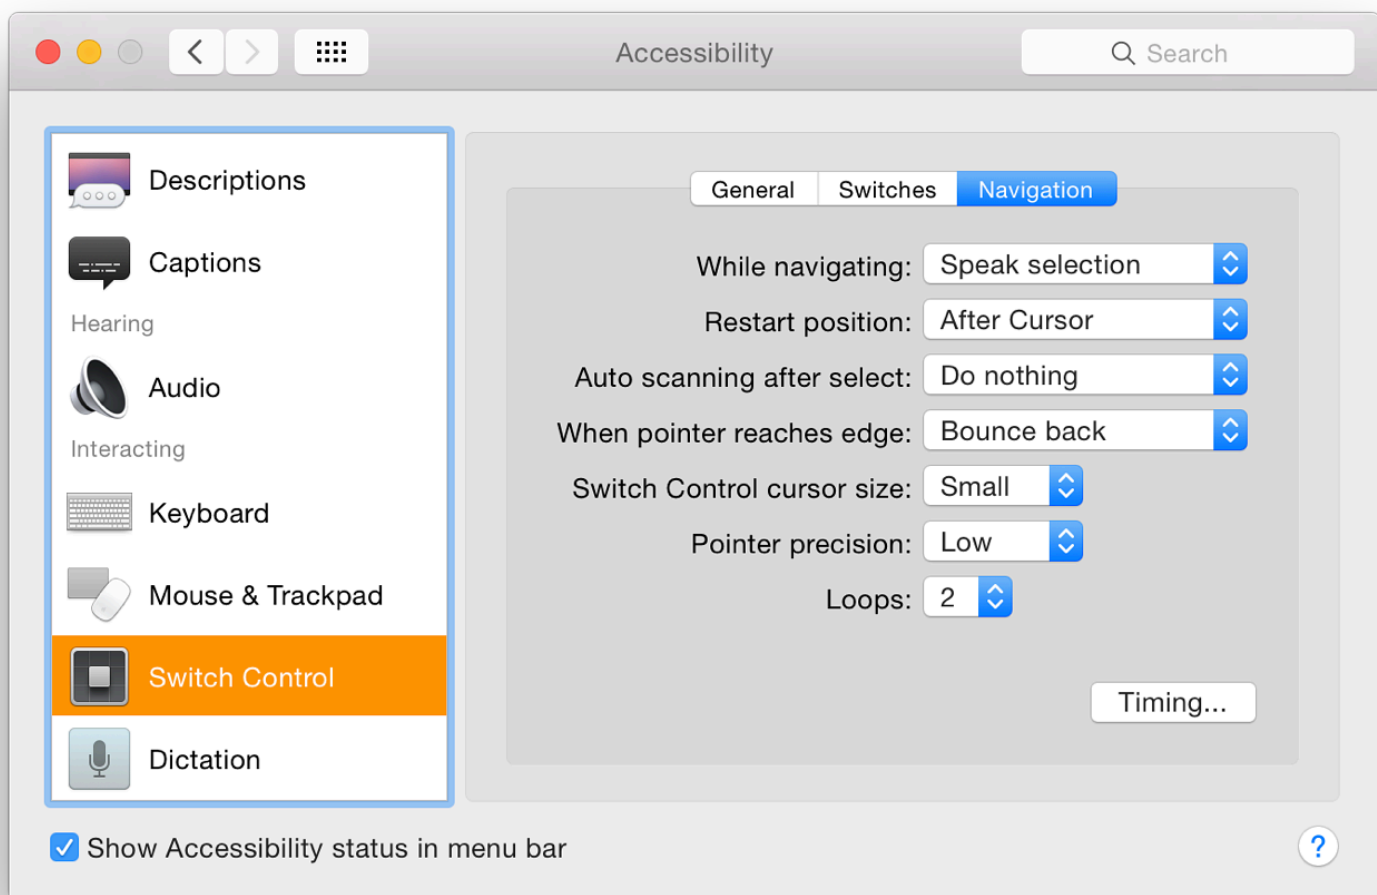 Accessibility
Search
Descriptions
Captions
Hearing
Audio
Interacting
Keyboard
Mouse & Trackpad
Switch Control
Dictation
General Switches Navigation
While navigating: Speak selection
Restart position: After Cursor
Auto scanning after select: Do nothing
When pointer reaches edge: Bounce back
Switch Control cursor size: Small
Pointer precision: Low
Loops: 2
Timing...
Show Accessibility status in menu bar
?